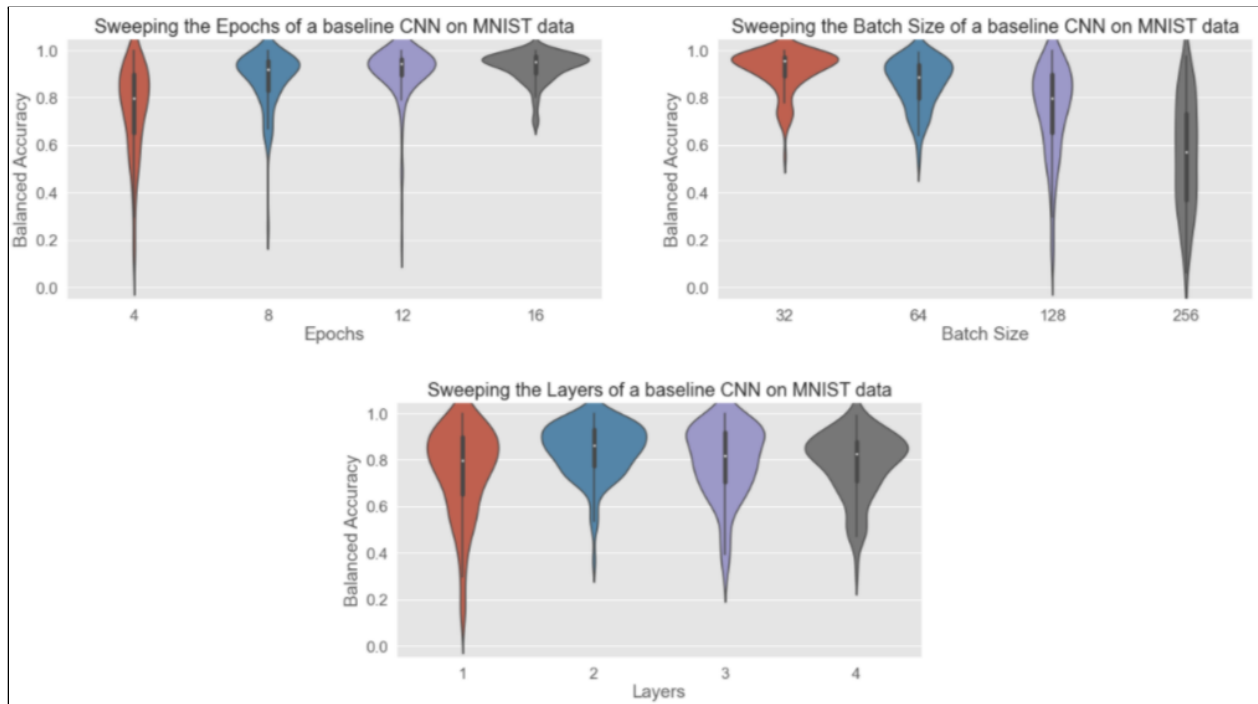 Sweeping the Epochs of a baseline CNN on MNIST data
Balanced Accuracy
1.0
0.8
0.6
0.4
0.2
0.0
4 8 12 16
Epochs
Sweeping the Batch Size of a baseline CNN on MNIST data
Balanced Accuracy
1.0
0.8
0.6
0.4
0.2
0.0
32 64 128 256
Batch Size
Sweeping the Layers of a baseline CNN on MNIST data
Balanced Accuracy
1.0
0.8
0.6
0.4
0.2
0.0
1 2 3 4
Layers